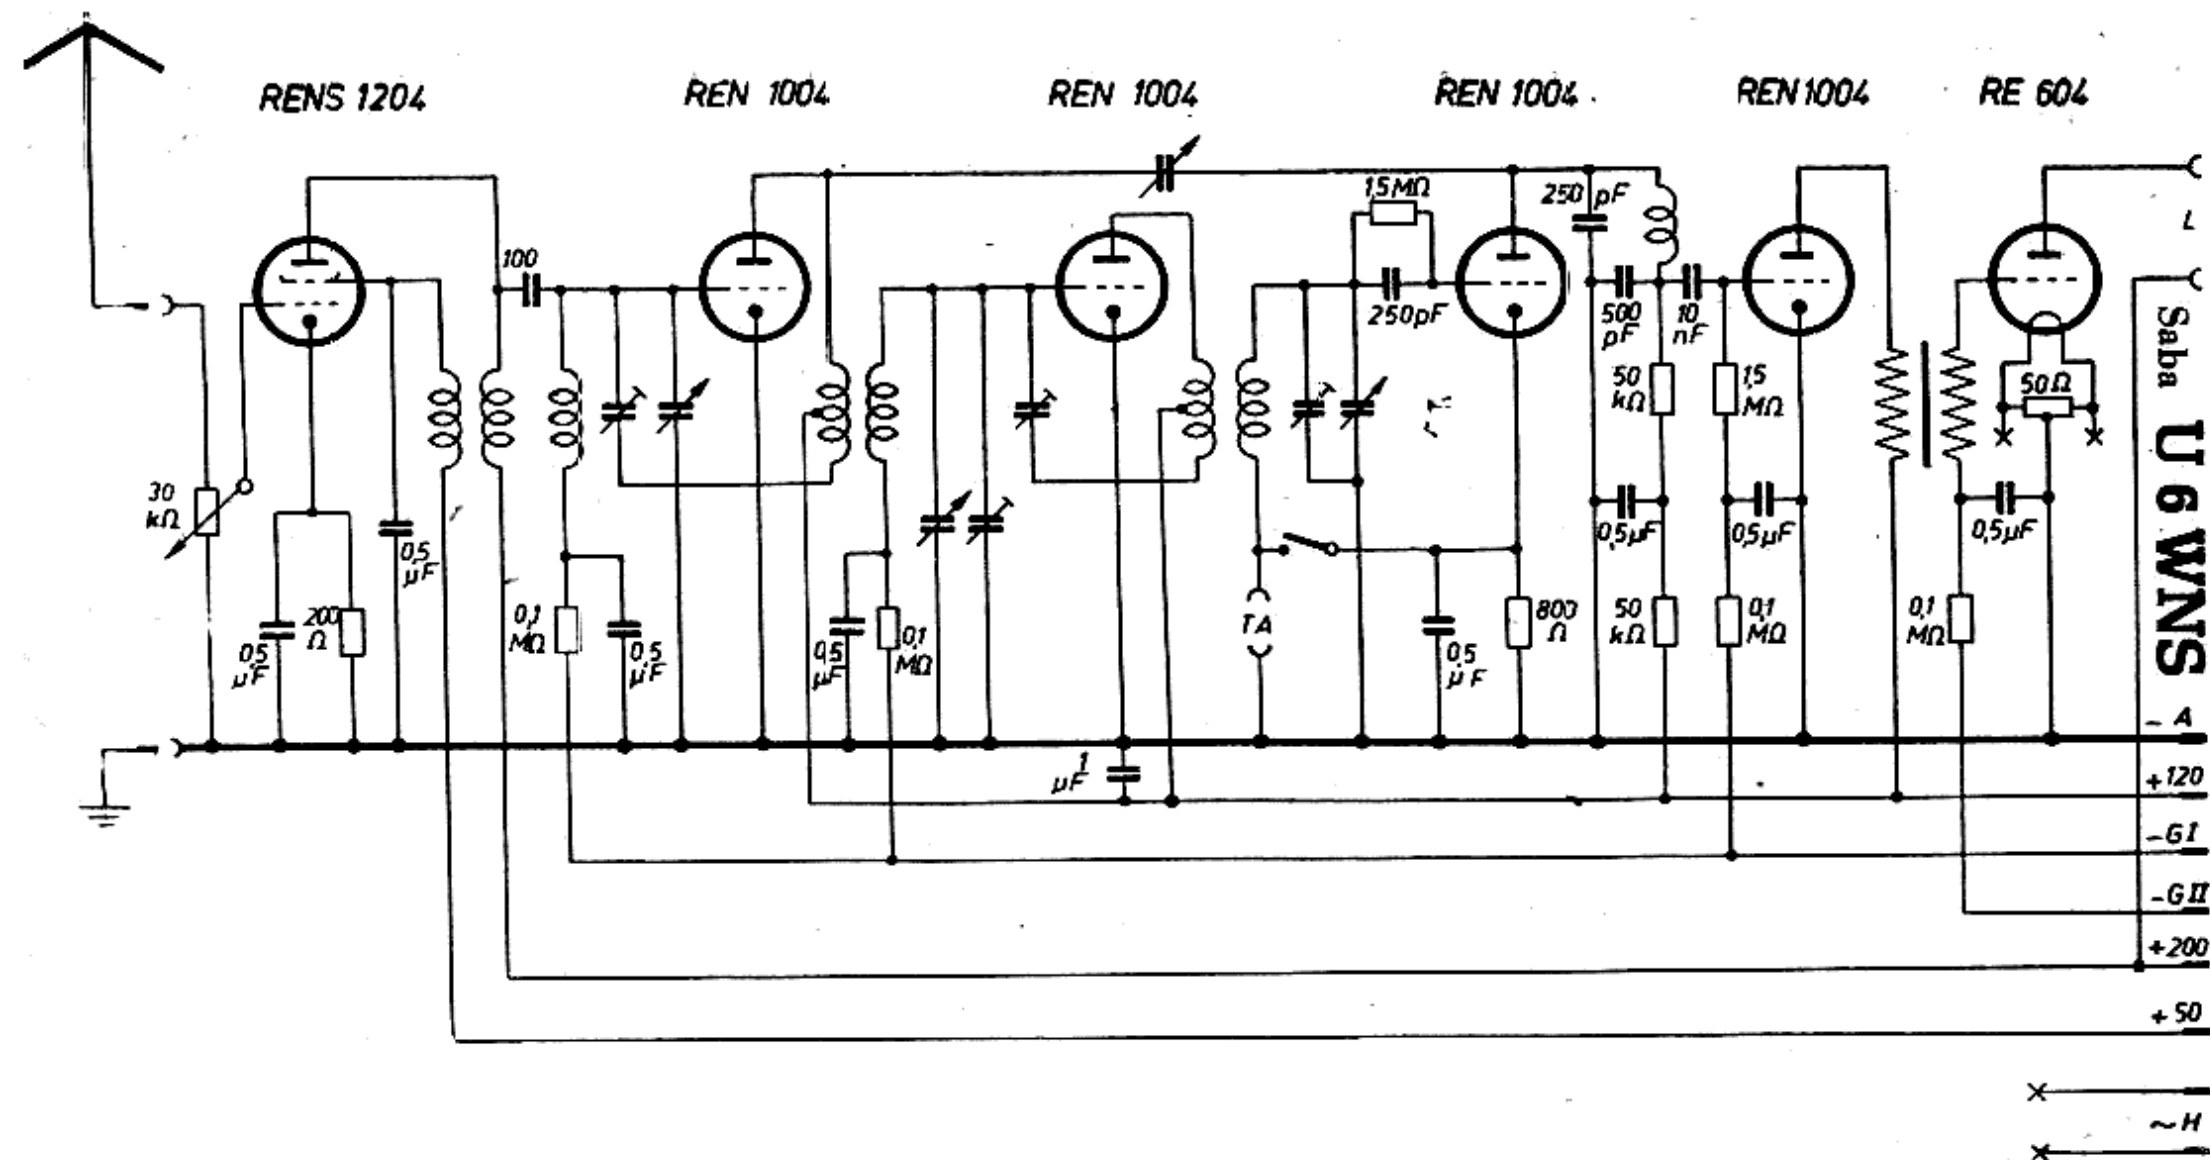 RENS 1204
REN 1004
REN 1004
REN 1004
REN 1004
RE 604
1,5 MΩ
250 pF
L
100
250pF
500
pF
10
nF
Saba U 6 WNS
50
kΩ
1,5
MΩ
50Ω
30
kΩ
0,5
µF
0,5µF
0,5µF
0,5µF
0,5
µF
200
Ω
0,1
MΩ
0,5
µF
0,5
µF
0,1
MΩ
TA
0,5
µF
800
Ω
50
kΩ
0,1
MΩ
0,1
MΩ
- A
1
µF
+120
-GI
-GII
+200
+50
~H